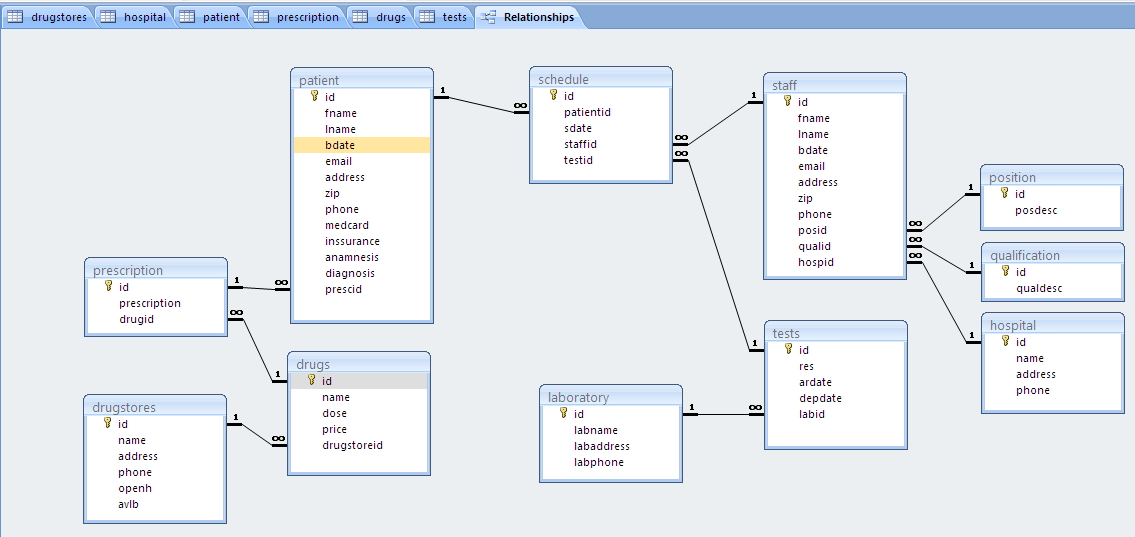 drugstores hospital patient prescription drugs tests Relationships
patient
id
fname
lname
bdate
email
address
zip
phone
medcard
inssurance
anamnesis
diagnosis
prescid
1
∞
schedule
id
patientid
sdate
staffid
testid
∞
∞
1
1
staff
id
fname
lname
bdate
email
address
zip
phone
posid
qualid
hospid
∞
∞
∞
1
1
1
position
id
posdesc
qualification
id
qualdesc
hospital
id
name
address
phone
prescription
id
prescription
drugid
1
∞
∞
1
drugs
id
name
dose
price
drugstoreid
drugstores
id
name
address
phone
openh
avlb
1
∞
laboratory
id
labname
labaddress
labphone
1
∞
tests
id
res
ardate
depdate
labid